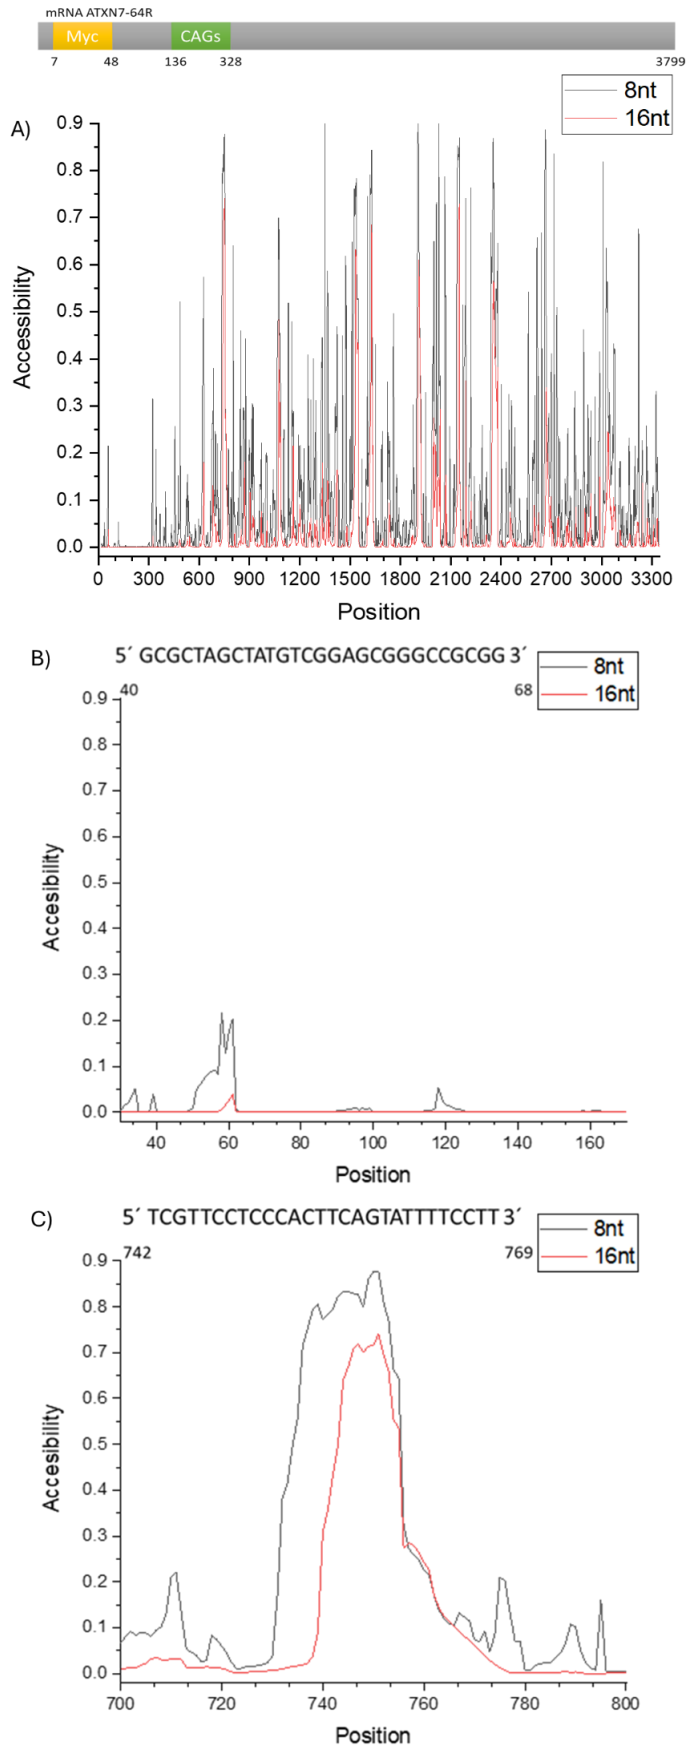 mRNA ATXN7-64R
Myc CAGs
7 48 136 328 3799
8nt
16nt
A)
0.9
0.8
0.7
0.6
0.5
0.4
0.3
0.2
0.1
0.0
Accessibility
0 300 600 900 1200 1500 1800 2100 2400 2700 3000 3300
Position
B)
5´ GCGCTAGCTATGTCGGAGCGGGCCGCGG 3´
40 68
8nt
16nt
0.9
0.8
0.7
0.6
0.5
0.4
0.3
0.2
0.1
0.0
Accesibility
40 60 80 100 120 140 160
Position
C)
5´ TCGTTCCTCCCACTTCAGTATTTTCCTT 3´
742 769
8nt
16nt
0.9
0.8
0.7
0.6
0.5
0.4
0.3
0.2
0.1
0.0
Accesibility
700 720 740 760 780 800
Position